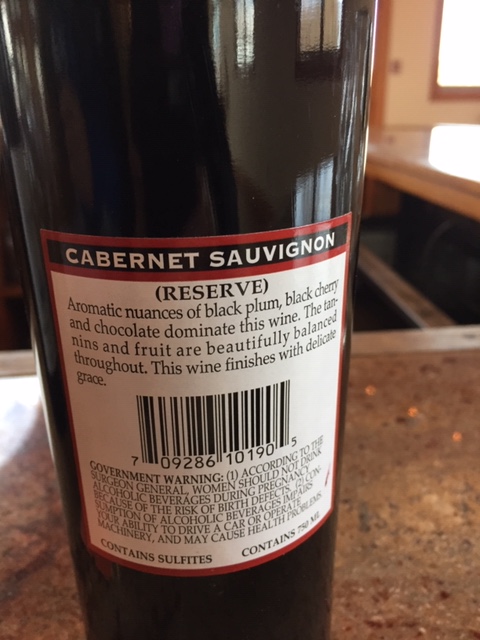 CABERNET SAUVIGNON
(RESERVE)
Aromatic nuances of black plum, black cherry
and chocolate dominate this wine. The tan-
nins and fruit are beautifully balanced
throughout. This wine finishes with delicate
grace.
7 09286 10190 5
GOVERNMENT WARNING: (1) ACCORDING TO THE
SURGEON GENERAL, WOMEN SHOULD NOT DRINK
ALCOHOLIC BEVERAGES DURING PREGNANCY
BECAUSE OF THE RISK OF BIRTH DEFECTS. (2) CON-
SUMPTION OF ALCOHOLIC BEVERAGES IMPAIRS
YOUR ABILITY TO DRIVE A CAR OR OPERATE
MACHINERY, AND MAY CAUSE HEALTH PROBLEMS.
CONTAINS SULFITES CONTAINS 750 ML